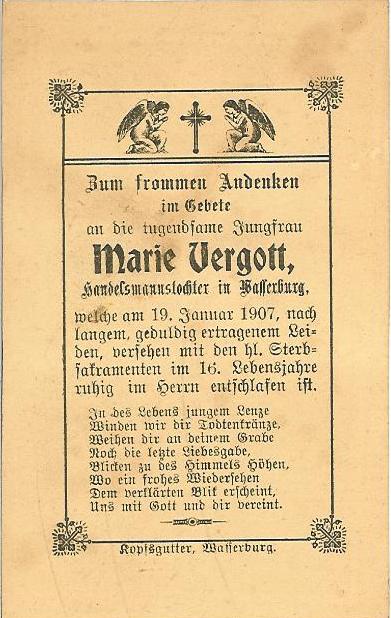 Zum frommen Andenken
im Gebete
an die tugendsame Jungfrau
Marie Vergott,
Handelsmannstochter in Wasserburg,
welche am 19. Januar 1907, nach
langem, geduldig ertragenem Lei-
den, versehen mit den hl. Sterb-
sakramenten im 16. Lebensjahre
ruhig im Herrn entschlafen ist.
In des Lebens jungem Lenze
Winden wir dir Todtenkränze,
Weihen dir an deinem Grabe
Noch die letzte Liebesgabe,
Blicken zu des Himmels Höhen,
Wo ein frohes Wiedersehen
Dem verklärten Blik erscheint,
Uns mit Gott und dir vereint.
Kopfsgutter, Wasserburg.